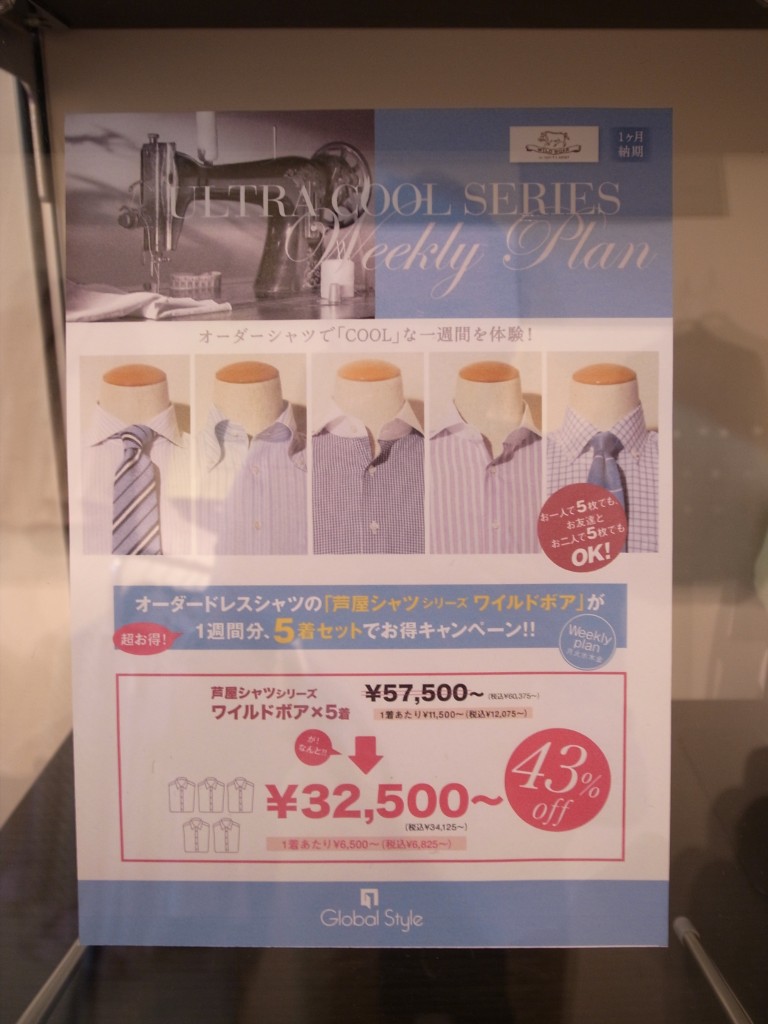 1ヶ月
納期
ULTRA COOL SERIES
Weekly Plan
オーダーシャツで「COOL」な一週間を体験！
お一人で5枚でも
お友達と
お二人で5枚でも
OK!
オーダードレスシャツの「芦屋シャツシリーズ ワイルドボア」が
超お得！
1週間分、5着セットでお得キャンペーン!!
Weekly
plan
芦屋シャツシリーズ
ワイルドボア×5着
¥57,500～(税込¥60,375～)
1着あたり¥11,500～(税込¥12,075～)
が！
なんと!!
¥32,500～
(税込¥34,125～)
1着あたり¥6,500～(税込¥6,825～)
43%
off
Global Style